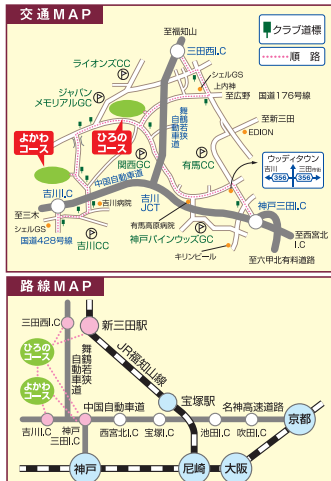 交通MAP
至福知山
三田西I.C
クラブ道標
順路
ライオンズCC
シェルGS
上内神
至広野
国道176号線
ジャパン
メモリアルGC
舞鶴若狭
自動車道
至新三田
EDION
よかわ
コース
ひろの
コース
関西GC
有馬CC
ウッディタウン
吉川
三田市街
356
356
中国自動車道
吉川I.C
吉川病院
吉川
JCT
神戸三田I.C
至三木
シェルGS
国道428号線
吉川CC
有馬高原病院
神戸パインウッズGC
キリンビール
至西宮北
I.C
至六甲北有料道路
路線MAP
三田西I.C
新三田駅
ひろの
コース
舞鶴若狭
自動車道
JR福知山線
よかわ
コース
宝塚駅
中国自動車道
名神高速道路
京都
吉川I.C
神戸
三田I.C
西宮北I.C
宝塚I.C
池田I.C
吹田I.C
神戸
尼崎
大阪